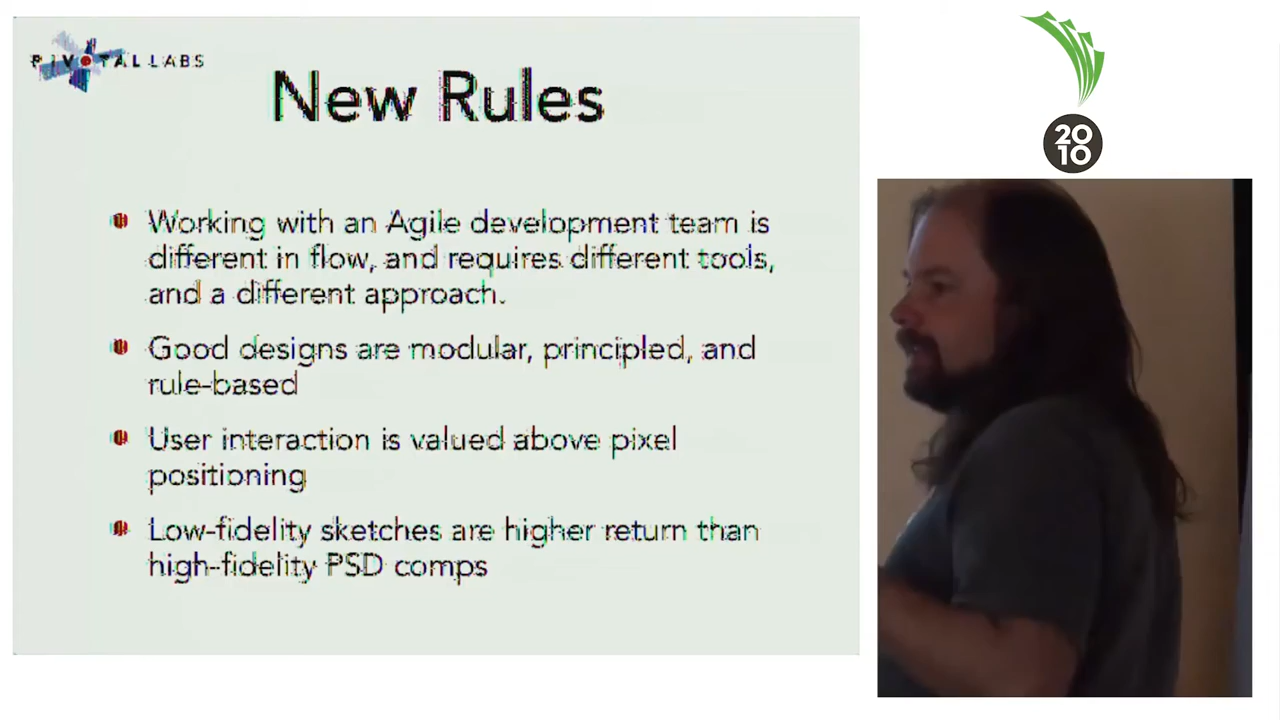 PIVOTAL LABS
New Rules
Working with an Agile development team is
different in flow, and requires different tools,
and a different approach.
Good designs are modular, principled, and
rule-based
User interaction is valued above pixel
positioning
Low-fidelity sketches are higher return than
high-fidelity PSD comps
20
10